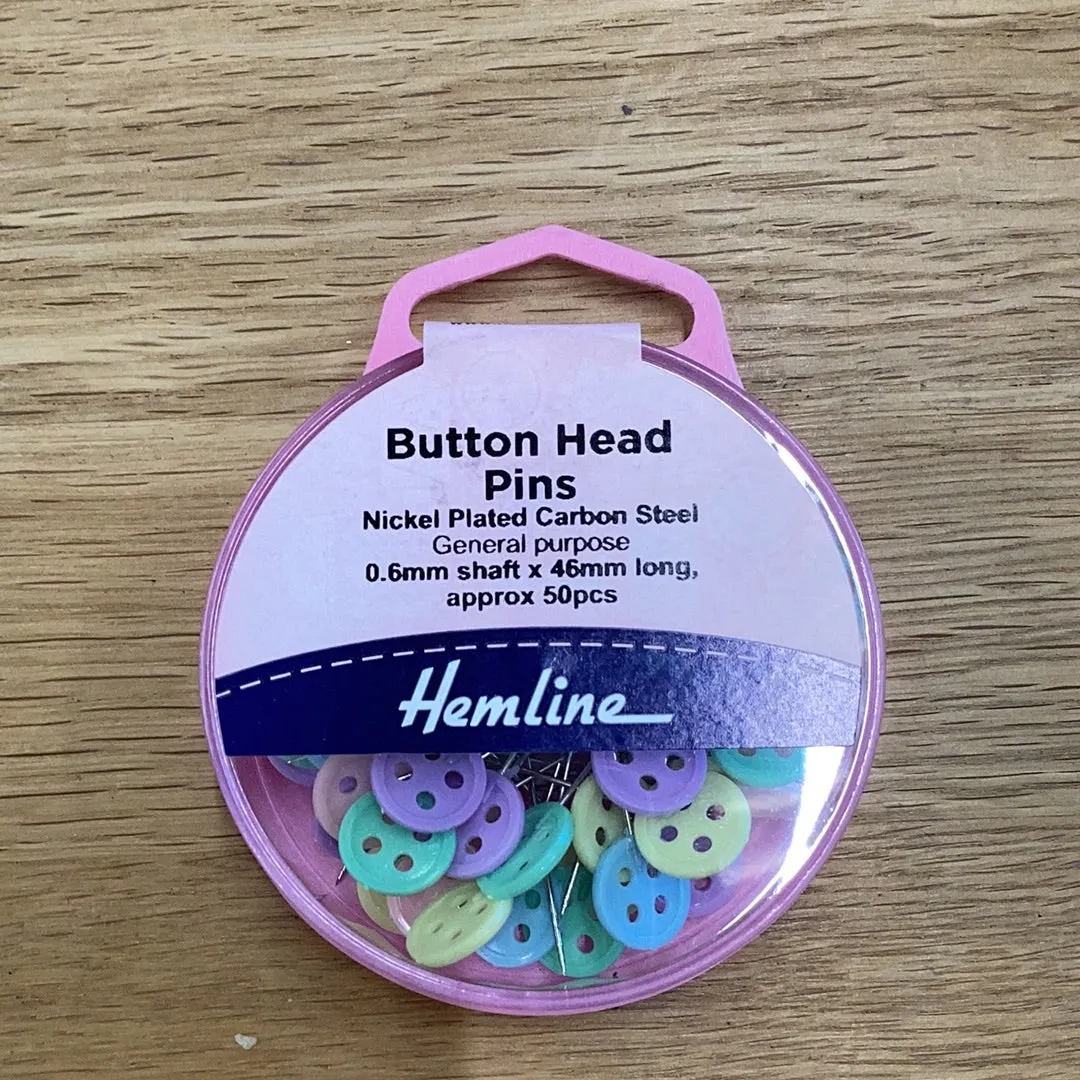 Button Head
Pins
Nickel Plated Carbon Steel
General purpose
0.6mm shaft x 46mm long,
approx 50pcs
Hemline